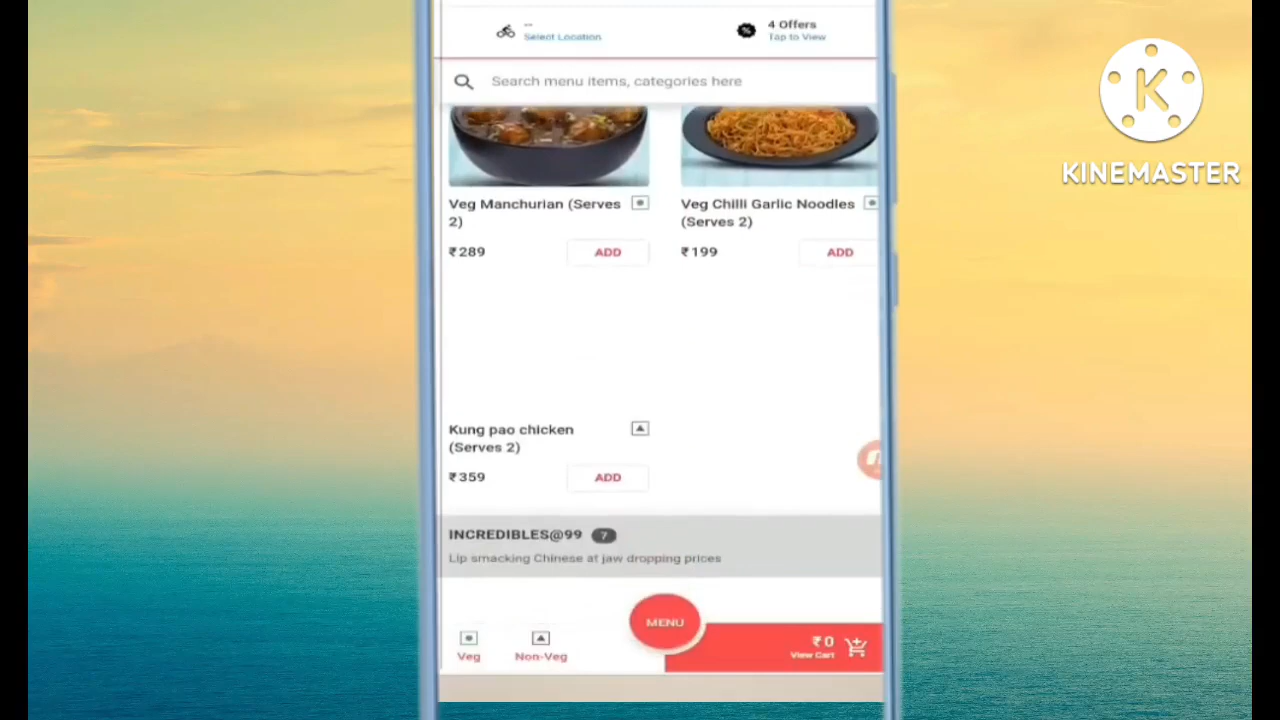 --
Select Location
4 Offers
Tap to View
Search menu items, categories here
Veg Manchurian (Serves
2)
₹289
ADD
Veg Chilli Garlic Noodles
(Serves 2)
₹199
ADD
Kung pao chicken
(Serves 2)
₹359
ADD
INCREDIBLES@99 7
Lip smacking Chinese at jaw dropping prices
Veg
Non-Veg
MENU
₹0
View Cart
K
KINEMASTER